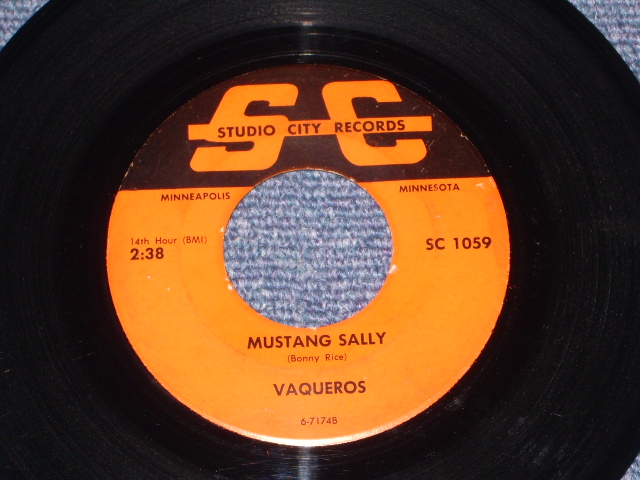 SC
STUDIO CITY RECORDS
MINNEAPOLIS
MINNESOTA
14th Hour (BMI)
2:38
SC 1059
MUSTANG SALLY
(Bonny Rice)
VAQUEROS
6-7174B